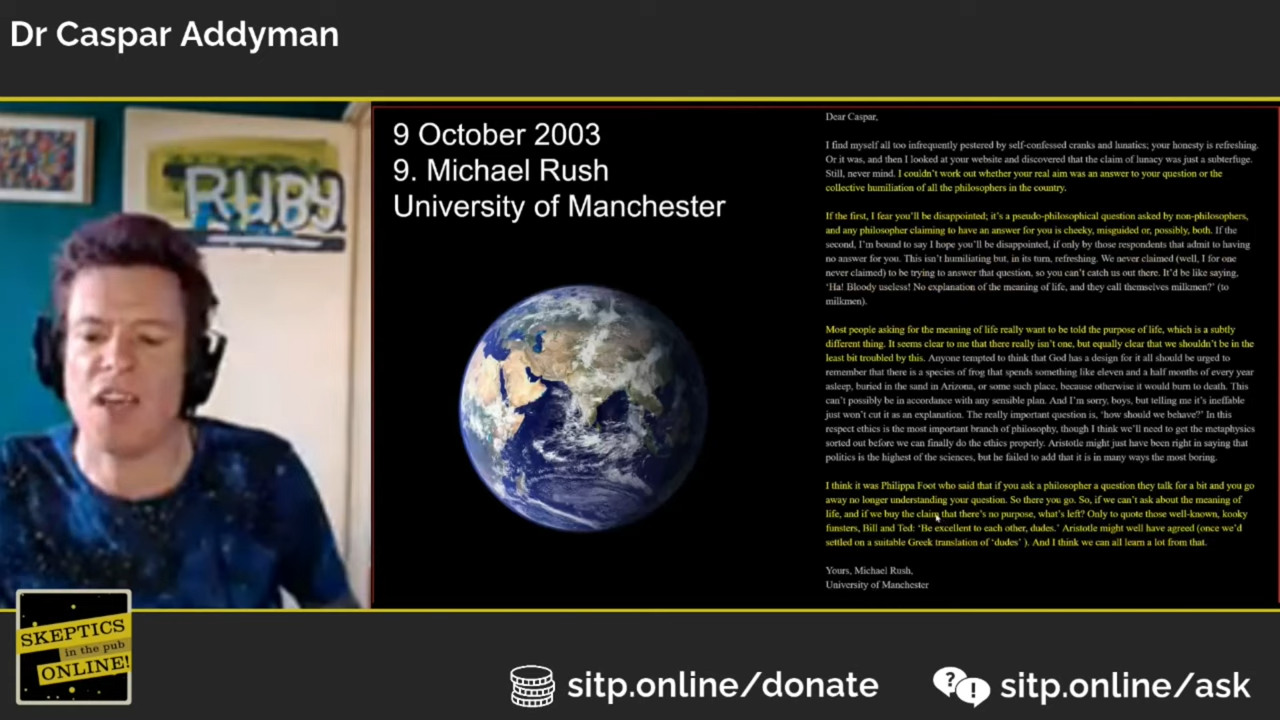 Dr Caspar Addyman
RUBY
9 October 2003
9. Michael Rush
University of Manchester
Dear Caspar,
I find myself all too infrequently pestered by self-confessed cranks and lunatics; your honesty is refreshing.
Or it was, and then I looked at your website and discovered that the claim of lunacy was just a subterfuge.
Still, never mind. I couldn't work out whether your real aim was an answer to your question or the
collective humiliation of all the philosophers in the country.
If the first, I fear you'll be disappointed; it's a pseudo-philosophical question asked by non-philosophers,
and any philosopher claiming to have an answer for you is cheeky, misguided or, possibly, both. If the
second, I'm bound to say I hope you'll be disappointed, if only by those respondents that admit to having
no answer for you. This isn't humiliating but, in its turn, refreshing. We never claimed (well, I for one
never claimed) to be trying to answer that question, so you can't catch us out there. It'd be like saying,
'Ha! Bloody useless! No explanation of the meaning of life, and they call themselves milkmen?' (to
milkmen).
Most people asking for the meaning of life really want to be told the purpose of life, which is a subtly
different thing. It seems clear to me that there really isn't one, but equally clear that we shouldn't be in the
least bit troubled by this. Anyone tempted to think that God has a design for it all should be urged to
remember that there is a species of frog that spends something like eleven and a half months of every year
asleep, buried in the sand in Arizona, or some such place, because otherwise it would burn to death. This
can't possibly be in accordance with any sensible plan. And I'm sorry, boys, but telling me it's ineffable
just won't cut it as an explanation. The really important question is, 'how should we behave?' In this
respect ethics is the most important branch of philosophy, though I think we'll need to get the metaphysics
sorted out before we can finally do the ethics properly. Aristotle might just have been right in saying that
politics is the highest of the sciences, but he failed to add that it is in many ways the most boring.
I think it was Philippa Foot who said that if you ask a philosopher a question they talk for a bit and you go
away no longer understanding your question. So there you go. So, if we can't ask about the meaning of
life, and if we buy the claim that there's no purpose, what's left? Only to quote those well-known, kooky
funsters, Bill and Ted: 'Be excellent to each other, dudes.' Aristotle might well have agreed (once we'd
settled on a suitable Greek translation of 'dudes' ). And I think we can all learn a lot from that.
Yours, Michael Rush,
University of Manchester
SKEPTICS
in the pub
ONLINE!
sitp.online/donate
sitp.online/ask